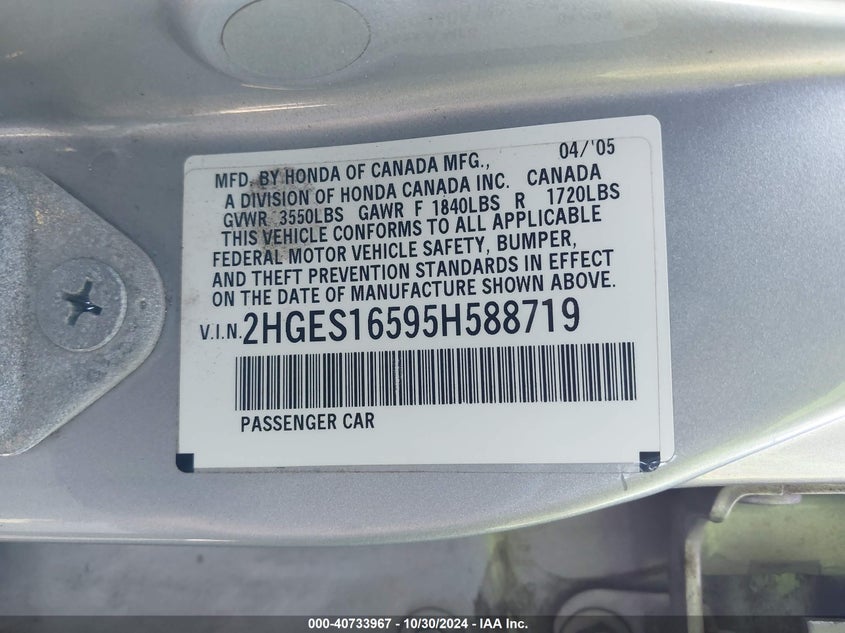 04/'05
MFD. BY HONDA OF CANADA MFG.,
A DIVISION OF HONDA CANADA INC. CANADA
GVWR 3550LBS GAWR F 1840LBS R 1720LBS
THIS VEHICLE CONFORMS TO ALL APPLICABLE
FEDERAL MOTOR VEHICLE SAFETY, BUMPER,
AND THEFT PREVENTION STANDARDS IN EFFECT
ON THE DATE OF MANUFACTURE SHOWN ABOVE.
V.I.N. 2HGES16595H588719
PASSENGER CAR
000-40733967 - 10/30/2024 - IAA Inc.